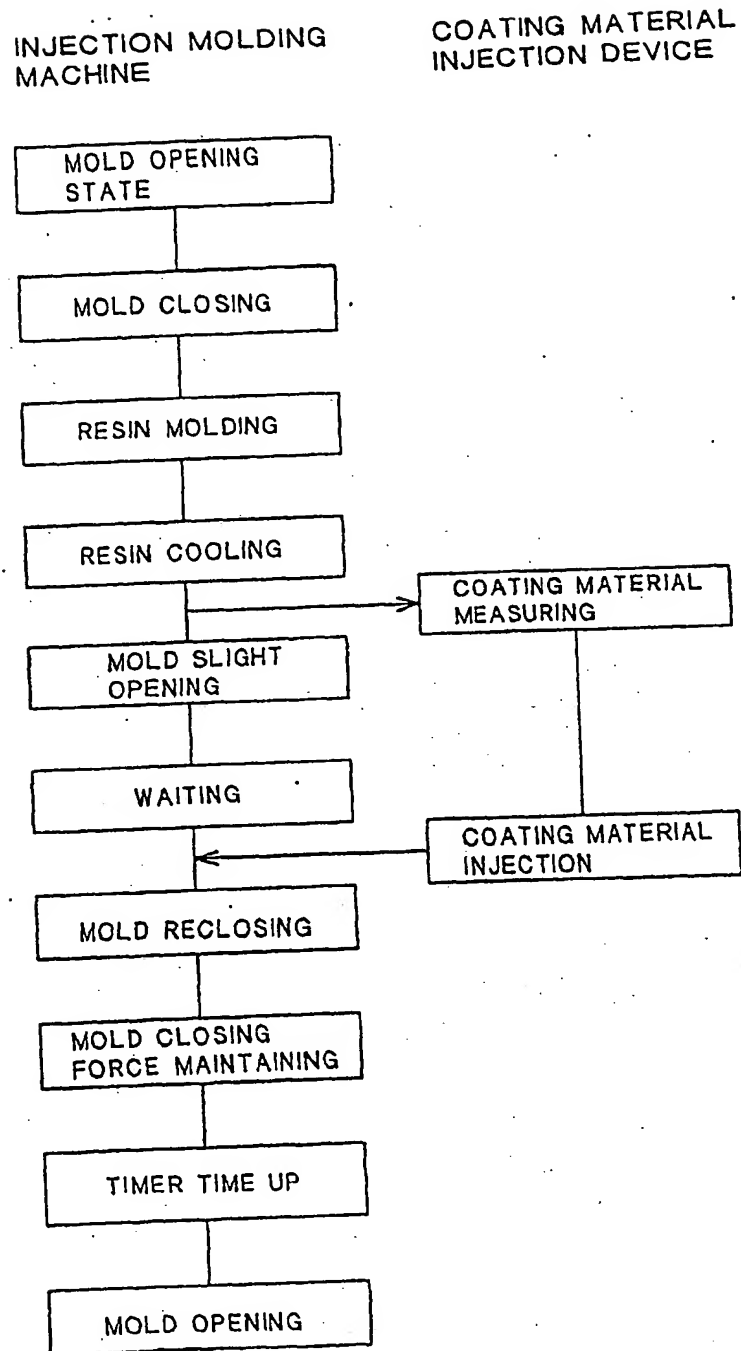 INJECTION MOLDING
MACHINE
COATING MATERIAL
INJECTION DEVICE
MOLD OPENING
STATE
MOLD CLOSING
RESIN MOLDING
RESIN COOLING
COATING MATERIAL
MEASURING
MOLD SLIGHT
OPENING
WAITING
COATING MATERIAL
INJECTION
MOLD RECLOSING
MOLD CLOSING
FORCE MAINTAINING
TIMER TIME UP
MOLD OPENING